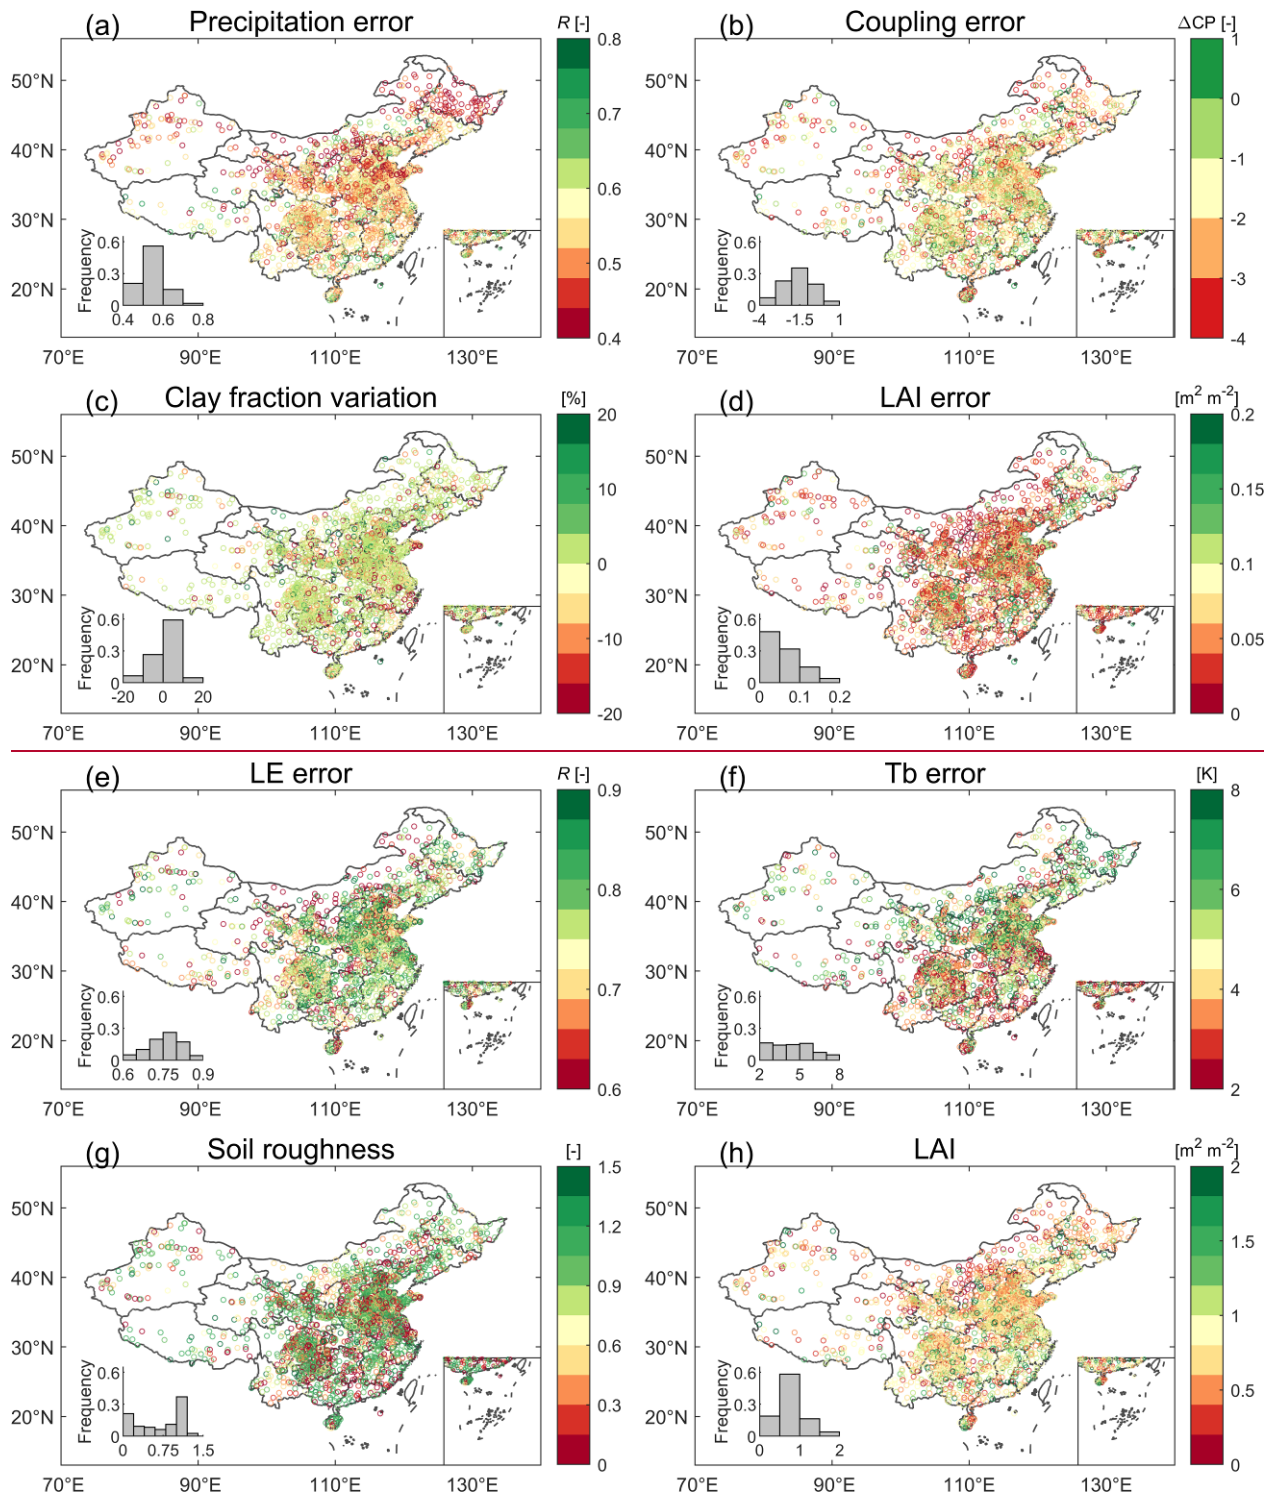 (a) Precipitation error R [-]
50°N
40°N
30°N
20°N
70°E 90°E 110°E 130°E
0.8
0.7
0.6
0.5
0.4
Frequency
0.6
0.3
0
0.4 0.6 0.8
(b) Coupling error ΔCP [-]
50°N
40°N
30°N
20°N
70°E 90°E 110°E 130°E
1
0
-1
-2
-3
-4
Frequency
0.6
0.3
0
-4 -1.5 1
(c) Clay fraction variation [%]
50°N
40°N
30°N
20°N
70°E 90°E 110°E 130°E
20
10
0
-10
-20
Frequency
0.6
0.3
0
-20 0 20
(d) LAI error [m² m⁻²]
50°N
40°N
30°N
20°N
70°E 90°E 110°E 130°E
0.2
0.15
0.1
0.05
0
Frequency
0.6
0.3
0
0 0.1 0.2
(e) LE error R [-]
50°N
40°N
30°N
20°N
70°E 90°E 110°E 130°E
0.9
0.8
0.7
0.6
Frequency
0.6
0.3
0
0.6 0.75 0.9
(f) Tb error [K]
50°N
40°N
30°N
20°N
70°E 90°E 110°E 130°E
8
6
4
2
Frequency
0.6
0.3
0
2 5 8
(g) Soil roughness [-]
50°N
40°N
30°N
20°N
70°E 90°E 110°E 130°E
1.5
1.2
0.9
0.6
0.3
0
Frequency
0.6
0.3
0
0 0.75 1.5
(h) LAI [m² m⁻²]
50°N
40°N
30°N
20°N
70°E 90°E 110°E 130°E
2
1.5
1
0.5
0
Frequency
0.6
0.3
0
0 1 2